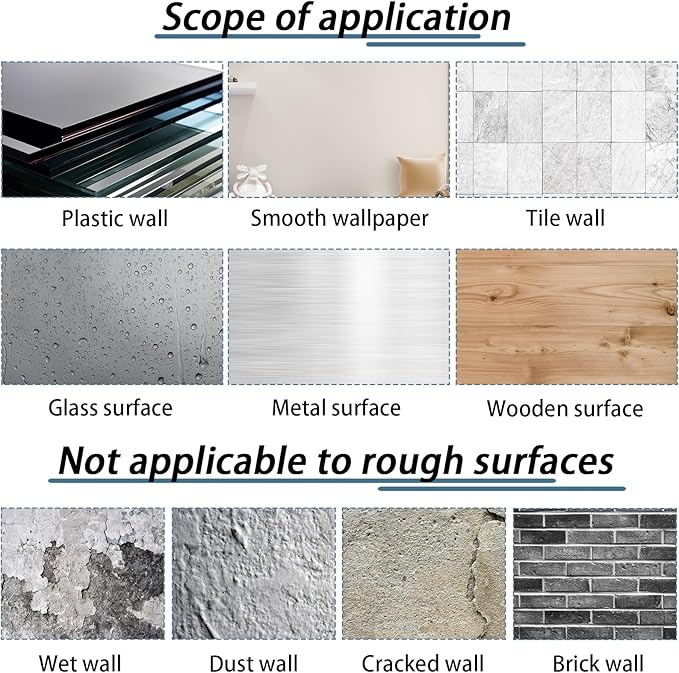 Scope of application
Plastic wall
Smooth wallpaper
Tile wall
Glass surface
Metal surface
Wooden surface
Not applicable to rough surfaces
Wet wall
Dust wall
Cracked wall
Brick wall